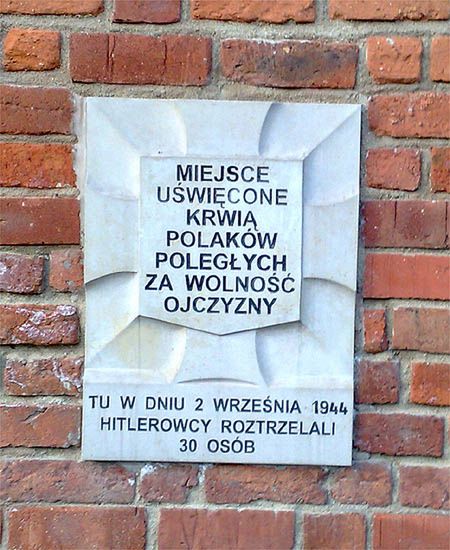 MIEJSCE
UŚWIĘCONE
KRWIĄ
POLAKÓW
POLEGŁYCH
ZA WOLNOŚĆ
OJCZYZNY
TU W DNIU 2 WRZEŚNIA 1944
HITLEROWCY ROZTRZELALI
30 OSÓB